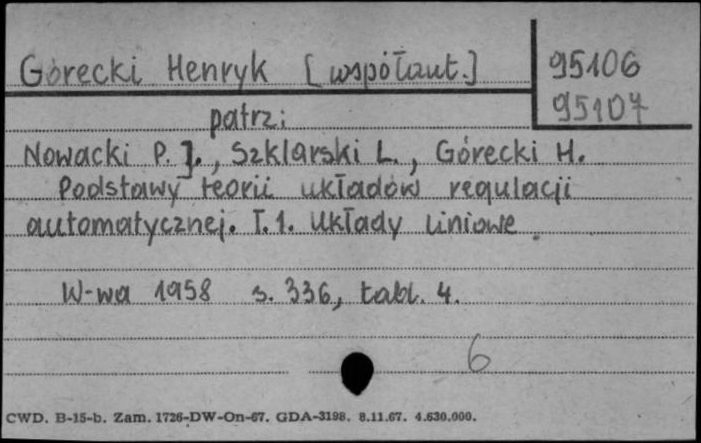 Górecki Henryk [współaut.]
95106
95107
patrz:
Nowacki P.J., Szklarski L., Górecki H.
Podstawy teorii układów regulacji
automatycznej. T.1. Układy liniowe.
W-wa 1958 s. 336, tabl. 4.
6
CWD. B-15-b. Zam. 1726-DW-On-67. GDA-3198. 8.11.67. 4.630.000.